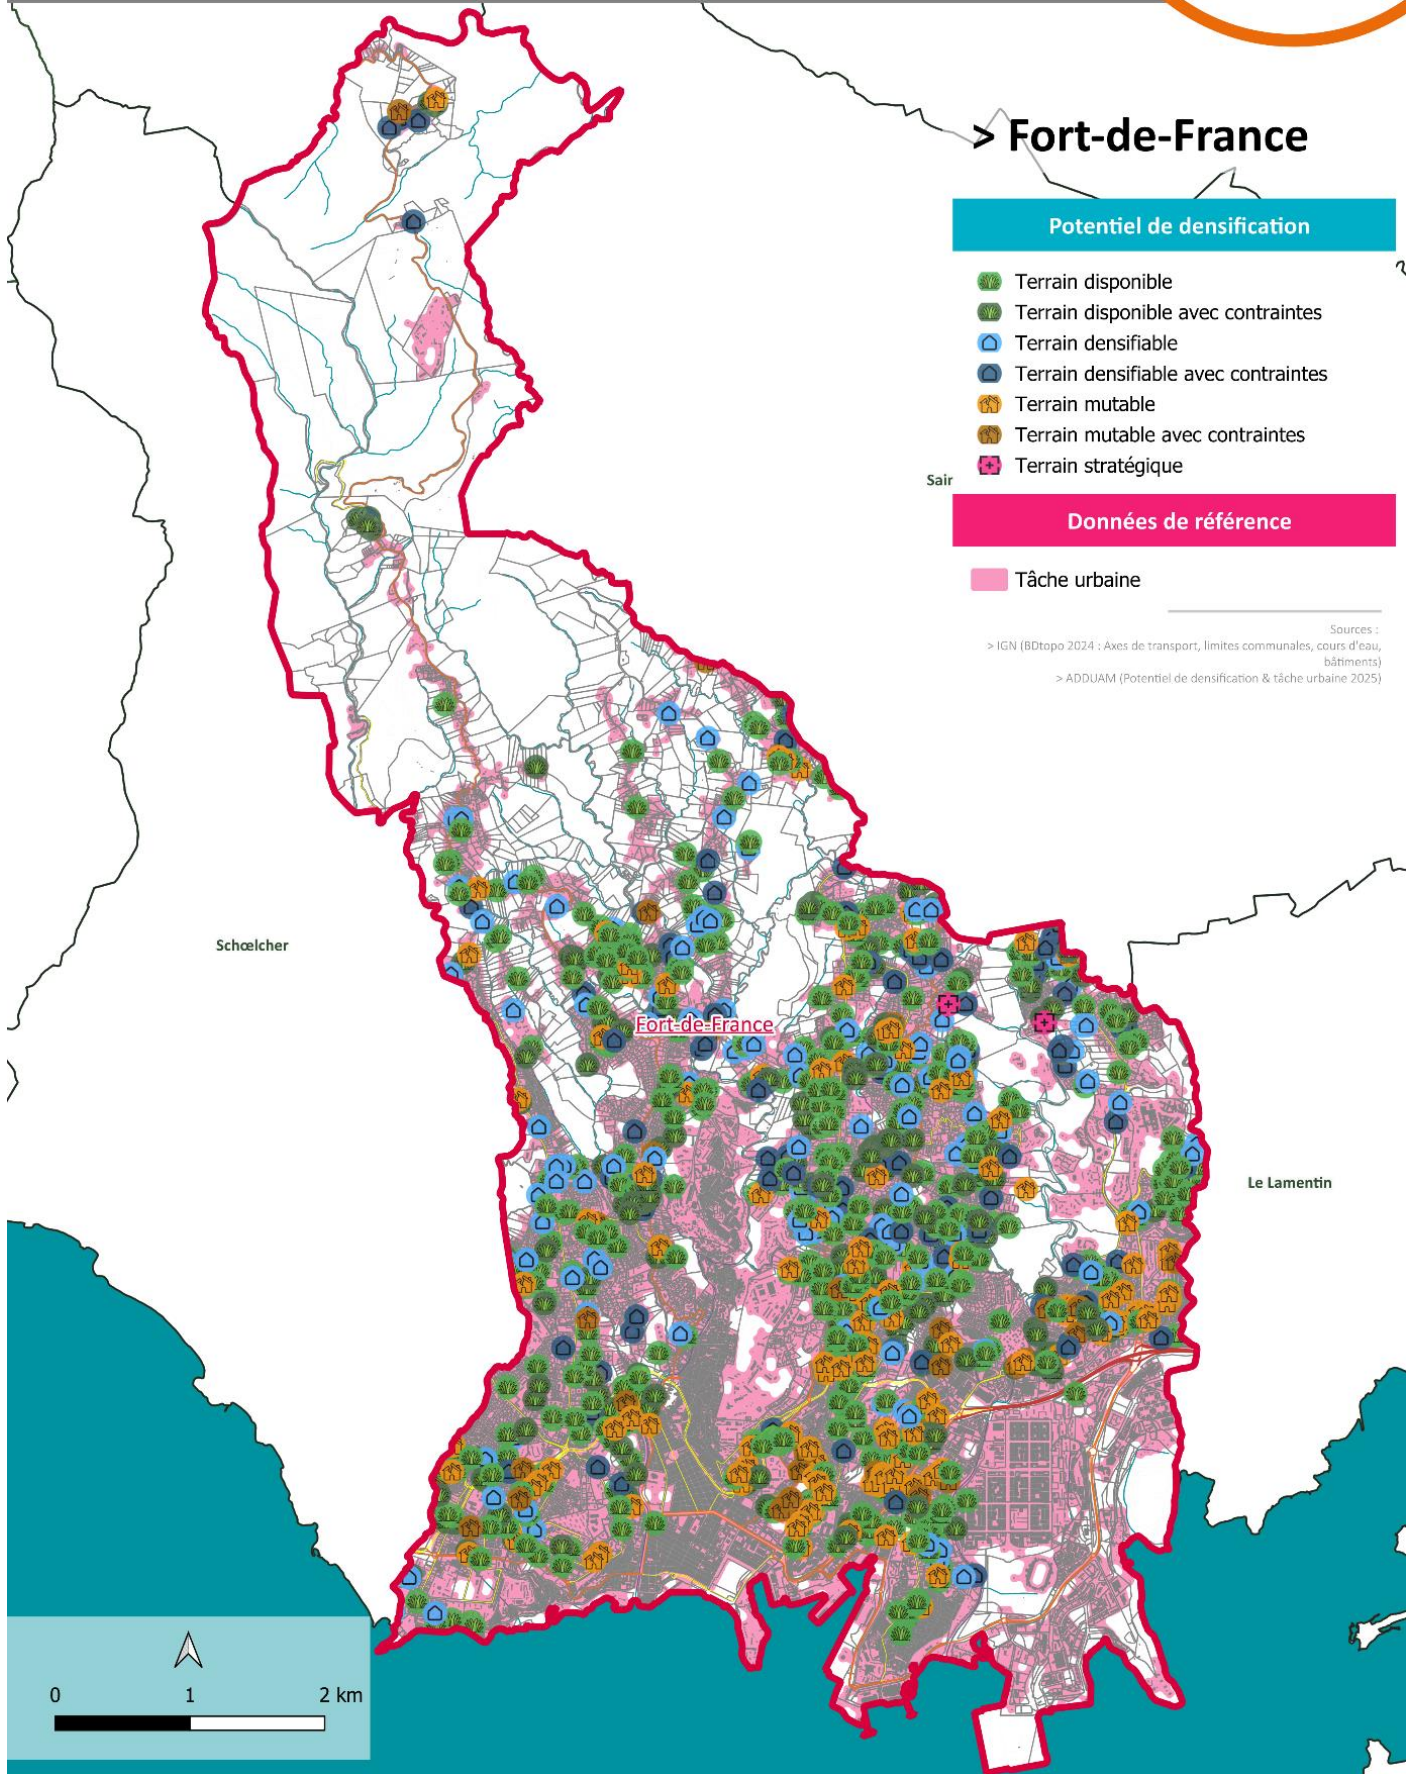 > Fort-de-France
Potentiel de densification
Terrain disponible
Terrain disponible avec contraintes
Terrain densifiable
Terrain densifiable avec contraintes
Terrain mutable
Terrain mutable avec contraintes
Terrain stratégique
Sair
Données de référence
Tâche urbaine
Sources :
> IGN (BDtopo 2024 : Axes de transport, limites communales, cours d'eau,
bâtiments)
> ADDUAM (Potentiel de densification & tâche urbaine 2025)
Schœlcher
Fort-de-France
Le Lamentin
0 1 2 km